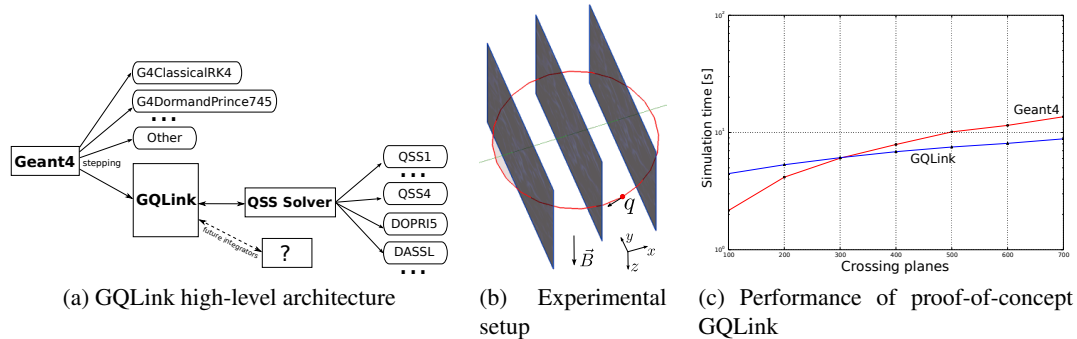 G4ClassicalRK4
G4DormandPrince745
...
Other
Geant4
stepping
GQLink
QSS Solver
QSS1
...
QSS4
DOPRI5
DASSL
...
future integrators
?
(a) GQLink high-level architecture
q
B
y
x
z
(b) Experimental
setup
Simulation time [s]
10²
10¹
10⁰
Geant4
GQLink
100 200 300 400 500 600 700
Crossing planes
(c) Performance of proof-of-concept
GQLink